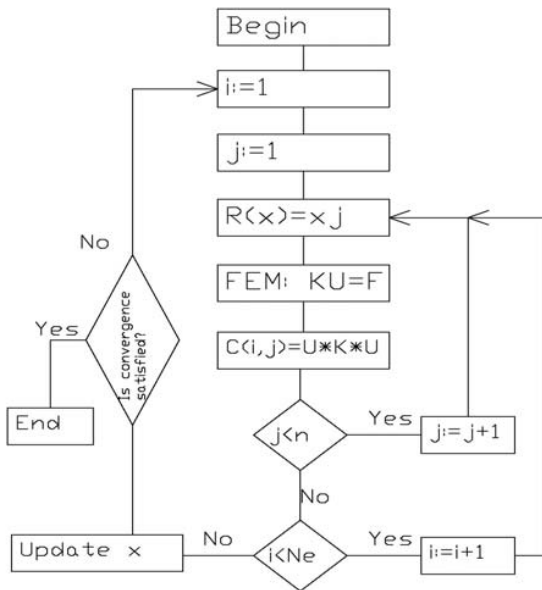 Begin
i:=1
j:=1
R(x)=xj
No
FEM: KU=F
Yes
Is convergence
satisfied?
C(i,j)=U*K*U
End
j<n
Yes
j:=j+1
No
Update x
No
i<Ne
Yes
i:=i+1